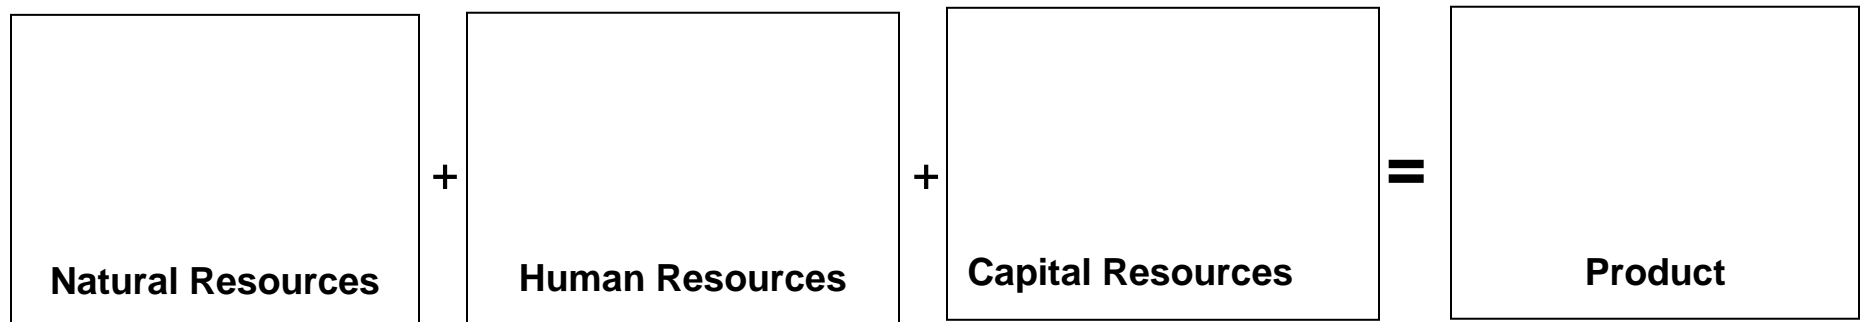 Natural Resources + Human Resources + Capital Resources = Product